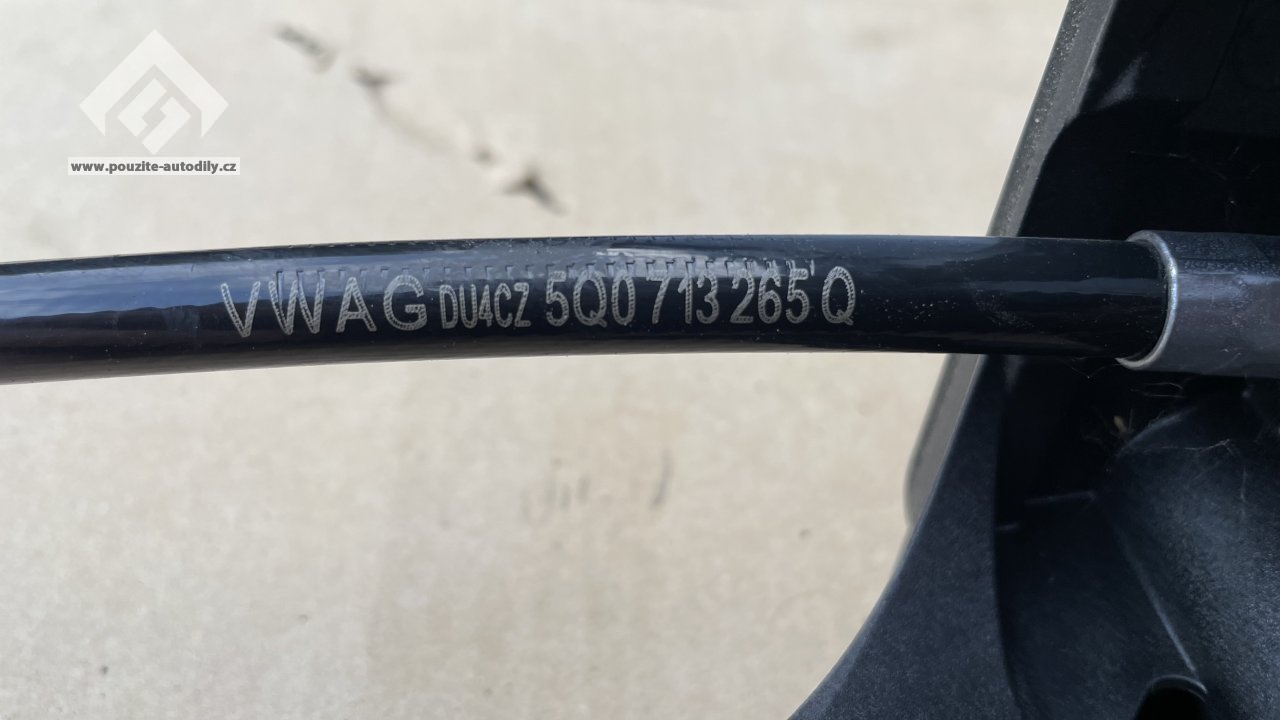 www.pouzite-autodily.cz
VWAG DU4CZ 5Q0 713 265 Q